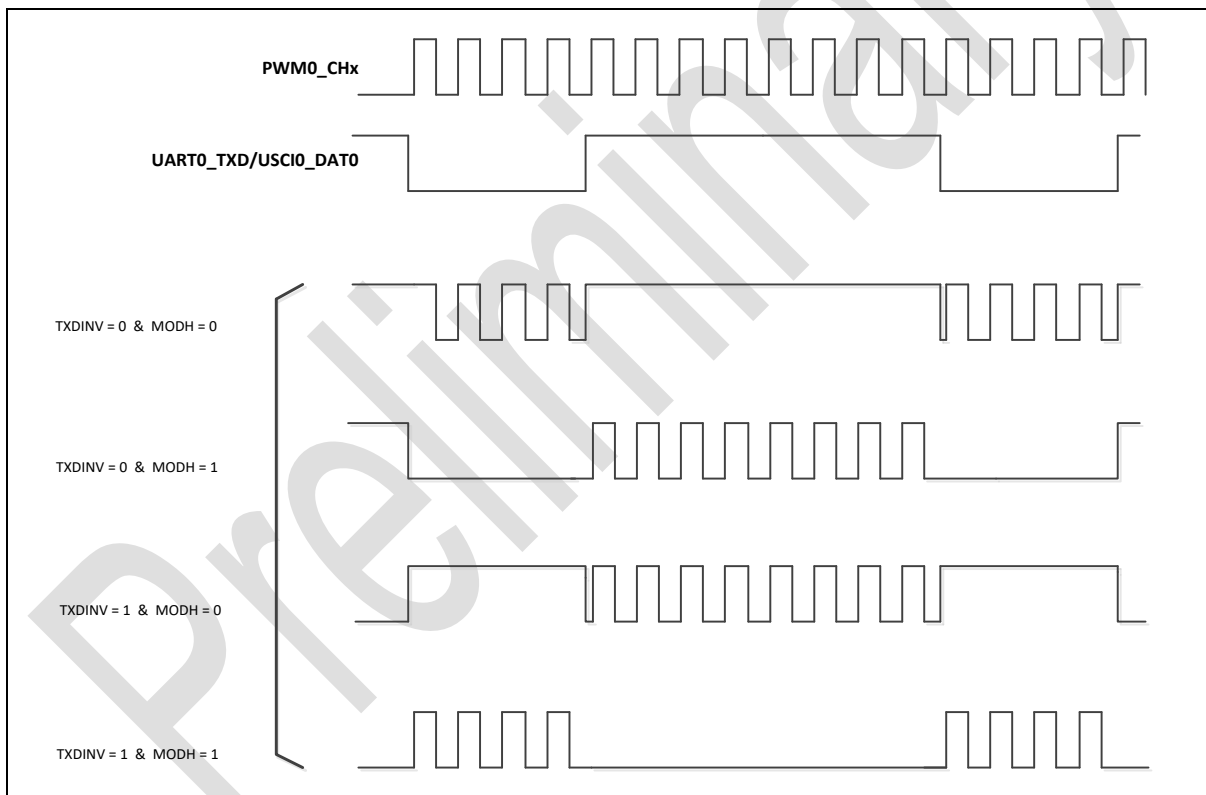 PWM0_CHx
UART0_TXD/USCI0_DAT0
TXDINV = 0 & MODH = 0
TXDINV = 0 & MODH = 1
TXDINV = 1 & MODH = 0
TXDINV = 1 & MODH = 1
Preliminary